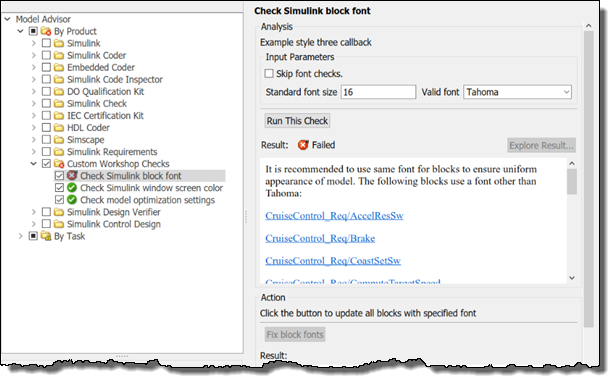 Model Advisor
By Product
Simulink
Simulink Coder
Embedded Coder
Simulink Code Inspector
DO Qualification Kit
Simulink Check
IEC Certification Kit
HDL Coder
Simscape
Simulink Requirements
Custom Workshop Checks
Check Simulink block font
Check Simulink window screen color
Check model optimization settings
Simulink Design Verifier
Simulink Control Design
By Task
Check Simulink block font
Analysis
Example style three callback
Input Parameters
Skip font checks.
Standard font size 16 Valid font Tahoma
Run This Check
Result: Failed Explore Result...
It is recommended to use same font for blocks to ensure uniform
appearance of model. The following blocks use a font other than
Tahoma:
CruiseControl_Req/AccelResSw
CruiseControl_Req/Brake
CruiseControl_Req/CoastSetSw
CruiseControl_Req/ComputeTargetSpeed
Action
Click the button to update all blocks with specified font
Fix block fonts
Result: